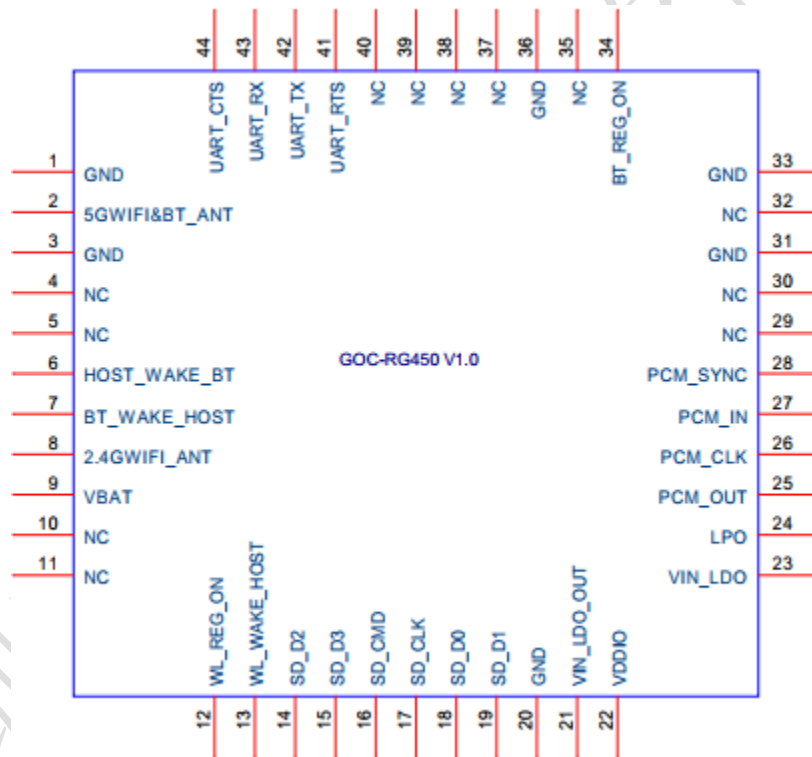 44 43 42 41 40 39 38 37 36 35 34
UART_CTS UART_RX UART_TX UART_RTS NC NC NC NC GND NC BT_REG_ON
1 GND
2 5GWIFI&BT_ANT
3 GND
4 NC
5 NC
6 HOST_WAKE_BT
7 BT_WAKE_HOST
8 2.4GWIFI_ANT
9 VBAT
10 NC
11 NC
GOC-RG450 V1.0
GND 33
NC 32
GND 31
NC 30
NC 29
PCM_SYNC 28
PCM_IN 27
PCM_CLK 26
PCM_OUT 25
LPO 24
VIN_LDO 23
WL_REG_ON WL_WAKE_HOST SD_D2 SD_D3 SD_CMD SD_CLK SD_D0 SD_D1 GND VIN_LDO_OUT VDDIO
12 13 14 15 16 17 18 19 20 21 22